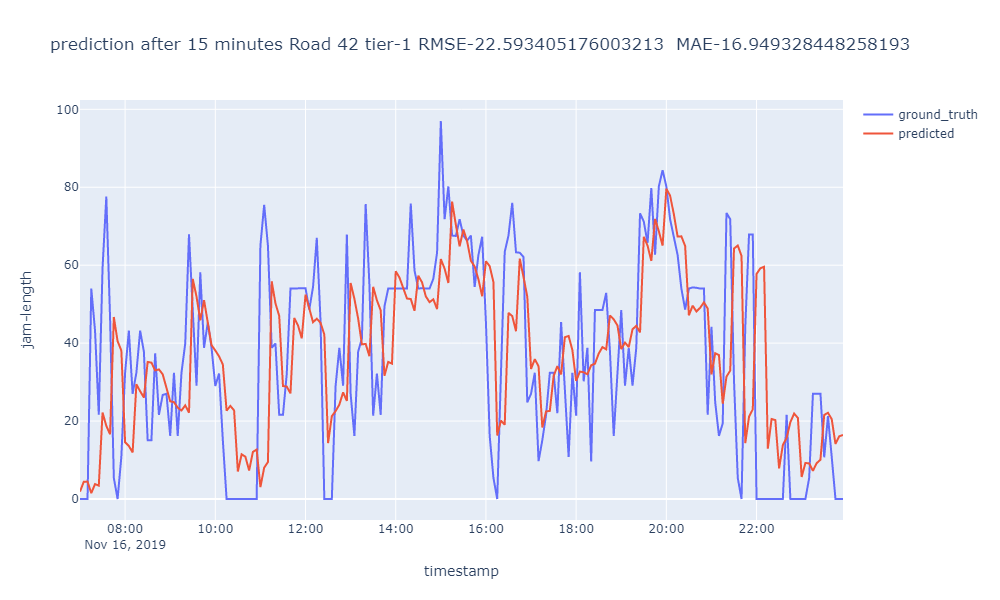 prediction after 15 minutes Road 42 tier-1 RMSE-22.593405176003213  MAE-16.949328448258193
ground_truth
predicted
100
80
60
40
20
0
jam-length
08:00
10:00
12:00
14:00
16:00
18:00
20:00
22:00
Nov 16, 2019
timestamp